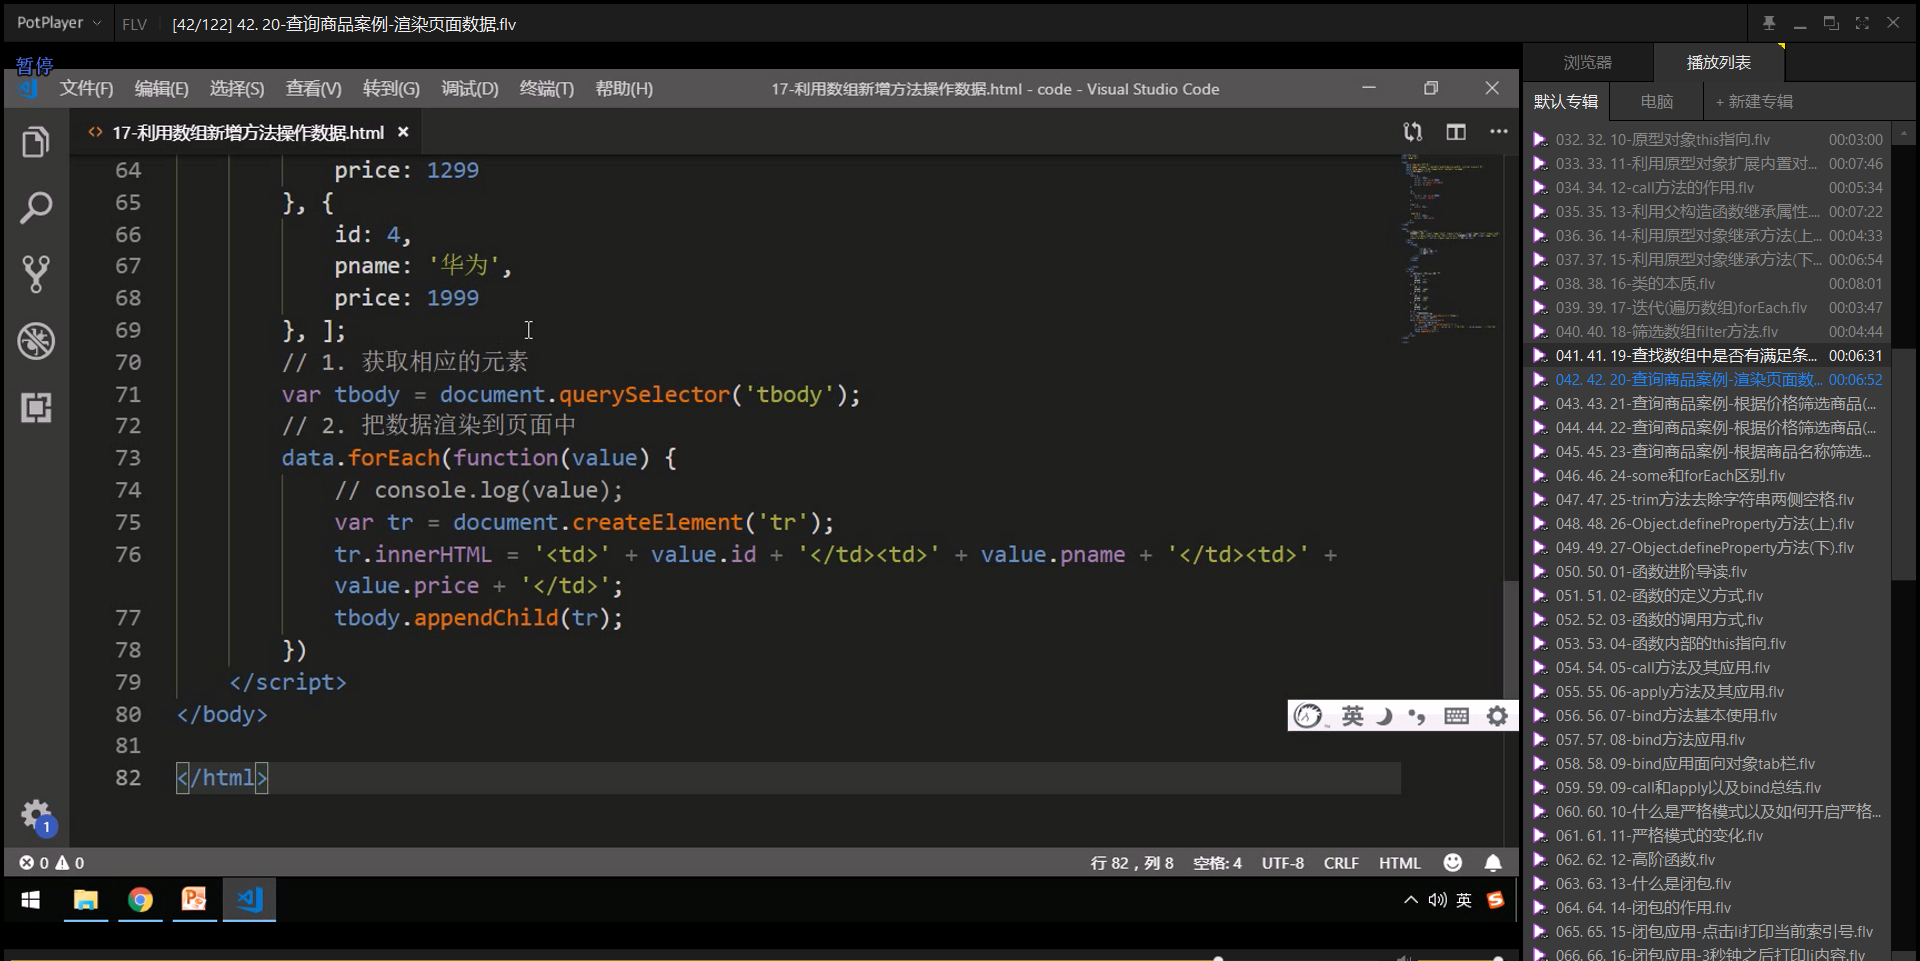 PotPlayer FLV [42/122] 42. 20-查询商品案例-渲染页面数据.flv
暂停
文件(F) 编辑(E) 选择(S) 查看(V) 转到(G) 调试(D) 终端(T) 帮助(H) 17-利用数组新增方法操作数据.html - code - Visual Studio Code
<> 17-利用数组新增方法操作数据.html ×
64 price: 1299
65 }, {
66 id: 4,
67 pname: '华为',
68 price: 1999
69 }, ];
70 // 1. 获取相应的元素
71 var tbody = document.querySelector('tbody');
72 // 2. 把数据渲染到页面中
73 data.forEach(function(value) {
74 // console.log(value);
75 var tr = document.createElement('tr');
76 tr.innerHTML = '<td>' + value.id + '</td><td>' + value.pname + '</td><td>' +
value.price + '</td>';
77 tbody.appendChild(tr);
78 })
79 </script>
80 </body>
81
82 </html>
英
1
0 0 行 82，列 8 空格: 4 UTF-8 CRLF HTML
英
浏览器 播放列表
默认专辑 电脑 + 新建专辑
032. 32. 10-原型对象this指向.flv 00:03:00
033. 33. 11-利用原型对象扩展内置对... 00:07:46
034. 34. 12-call方法的作用.flv 00:05:34
035. 35. 13-利用父构造函数继承属性.... 00:07:22
036. 36. 14-利用原型对象继承方法(上... 00:04:33
037. 37. 15-利用原型对象继承方法(下... 00:06:54
038. 38. 16-类的本质.flv 00:08:01
039. 39. 17-迭代(遍历数组)forEach.flv 00:03:47
040. 40. 18-筛选数组filter方法.flv 00:04:44
041. 41. 19-查找数组中是否有满足条... 00:06:31
042. 42. 20-查询商品案例-渲染页面数... 00:06:52
043. 43. 21-查询商品案例-根据价格筛选商品(...
044. 44. 22-查询商品案例-根据价格筛选商品(...
045. 45. 23-查询商品案例-根据商品名称筛选...
046. 46. 24-some和forEach区别.flv
047. 47. 25-trim方法去除字符串两侧空格.flv
048. 48. 26-Object.defineProperty方法(上).flv
049. 49. 27-Object.defineProperty方法(下).flv
050. 50. 01-函数进阶导读.flv
051. 51. 02-函数的定义方式.flv
052. 52. 03-函数的调用方式.flv
053. 53. 04-函数内部的this指向.flv
054. 54. 05-call方法及其应用.flv
055. 55. 06-apply方法及其应用.flv
056. 56. 07-bind方法基本使用.flv
057. 57. 08-bind方法应用.flv
058. 58. 09-bind应用面向对象tab栏.flv
059. 59. 09-call和apply以及bind总结.flv
060. 60. 10-什么是严格模式以及如何开启严格...
061. 61. 11-严格模式的变化.flv
062. 62. 12-高阶函数.flv
063. 63. 13-什么是闭包.flv
064. 64. 14-闭包的作用.flv
065. 65. 15-闭包应用-点击li打印当前索引号.flv
066. 66. 16-闭包应用-3秒钟之后打印li内容.flv